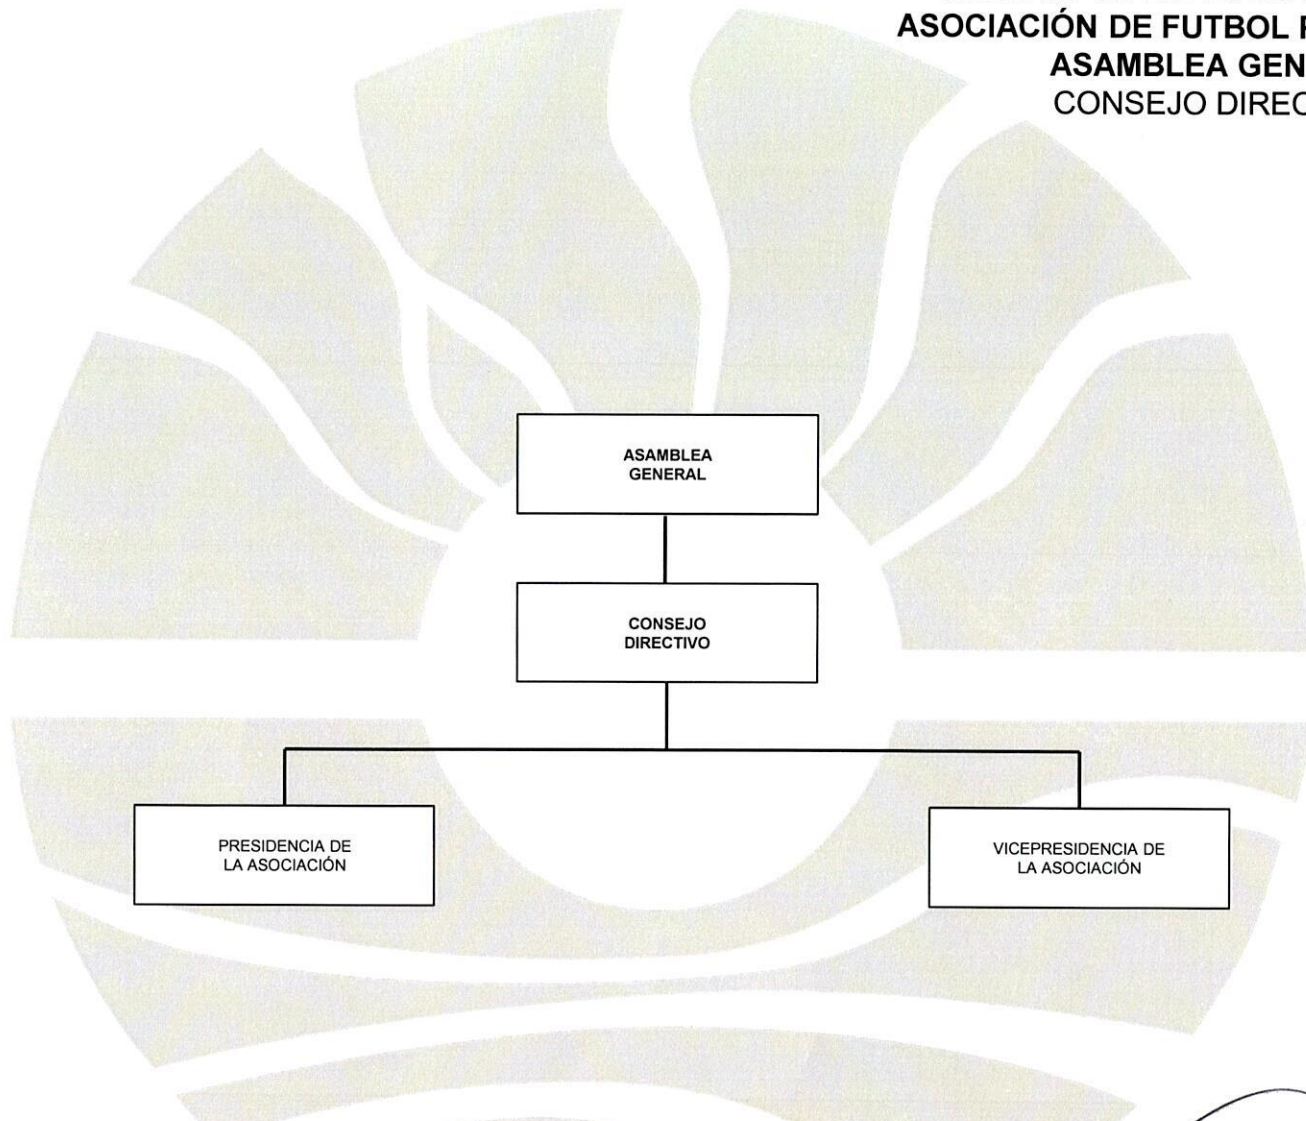 ASOCIACIÓN DE FUTBOL
ASAMBLEA GEN
CONSEJO DIREC
ASAMBLEA
GENERAL
CONSEJO
DIRECTIVO
PRESIDENCIA DE
LA ASOCIACIÓN
VICEPRESIDENCIA DE
LA ASOCIACIÓN